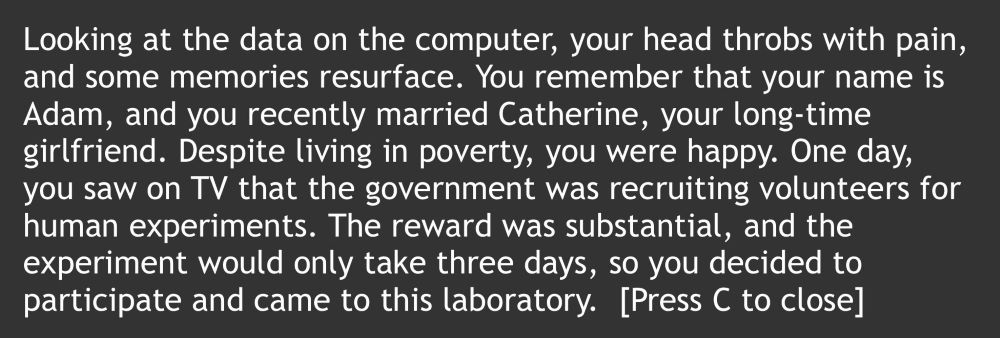 Looking at the data on the computer, your head throbs with pain,
and some memories resurface. You remember that your name is
Adam, and you recently married Catherine, your long-time
girlfriend. Despite living in poverty, you were happy. One day,
you saw on TV that the government was recruiting volunteers for
human experiments. The reward was substantial, and the
experiment would only take three days, so you decided to
participate and came to this laboratory.  [Press C to close]